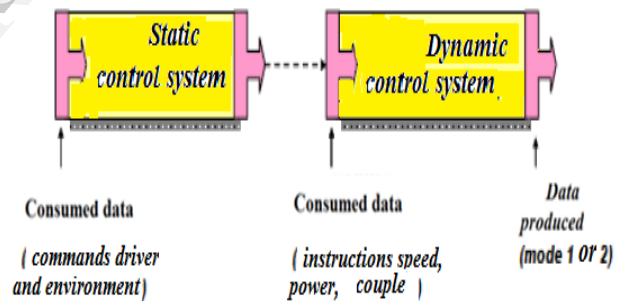 Static
control system
Dynamic
control system
Consumed data
( commands driver
and environment)
Consumed data
( instructions speed,
power, couple )
Data
produced
(mode 1 or 2)